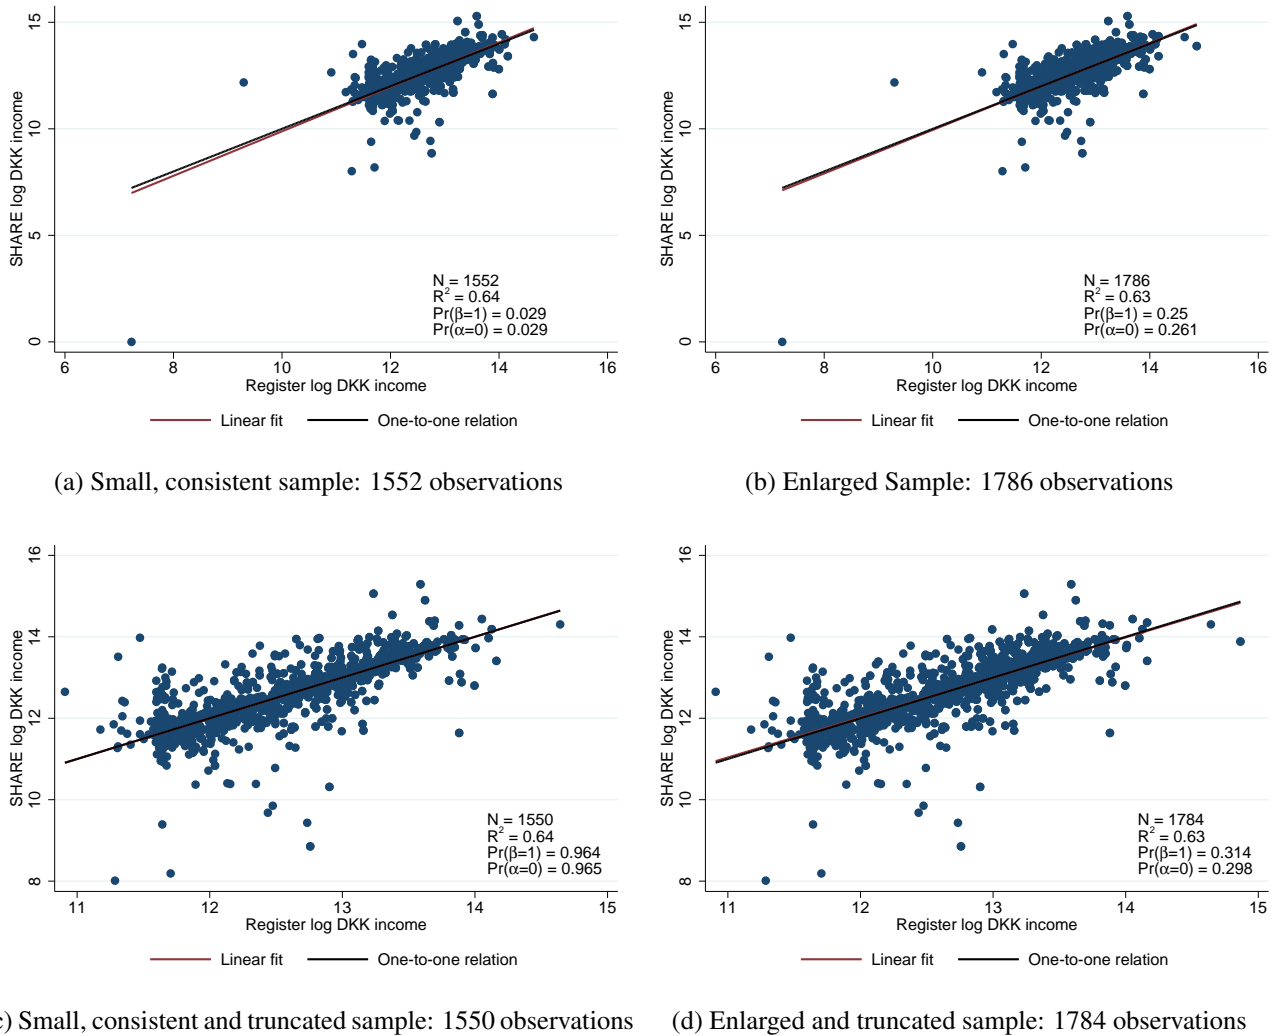 15
10
5
0
SHARE log DKK income
N = 1552
R² = 0.64
Pr(β=1) = 0.029
Pr(α=0) = 0.029
6 8 10 12 14 16
Register log DKK income
Linear fit One-to-one relation
(a) Small, consistent sample: 1552 observations
15
10
5
0
SHARE log DKK income
N = 1786
R² = 0.63
Pr(β=1) = 0.25
Pr(α=0) = 0.261
6 8 10 12 14 16
Register log DKK income
Linear fit One-to-one relation
(b) Enlarged Sample: 1786 observations
16
14
12
10
8
SHARE log DKK income
N = 1550
R² = 0.64
Pr(β=1) = 0.964
Pr(α=0) = 0.965
11 12 13 14 15
Register log DKK income
Linear fit One-to-one relation
c) Small, consistent and truncated sample: 1550 observations
16
14
12
10
8
SHARE log DKK income
N = 1784
R² = 0.63
Pr(β=1) = 0.314
Pr(α=0) = 0.298
11 12 13 14 15
Register log DKK income
Linear fit One-to-one relation
(d) Enlarged and truncated sample: 1784 observations